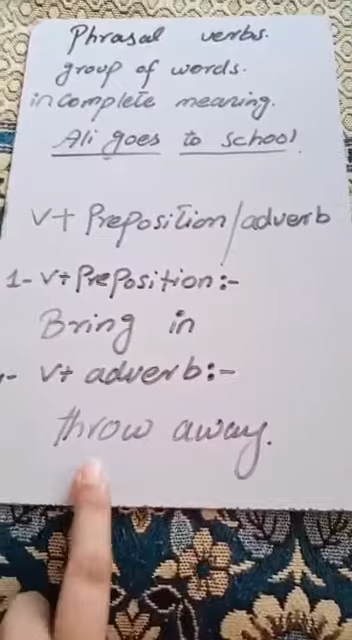 Phrasal verbs.
group of words.
incomplete meaning.
Ali goes to school.
V+ Preposition/adverb
1- V+Preposition:-
Bring in
- V+ adverb:-
throw away.